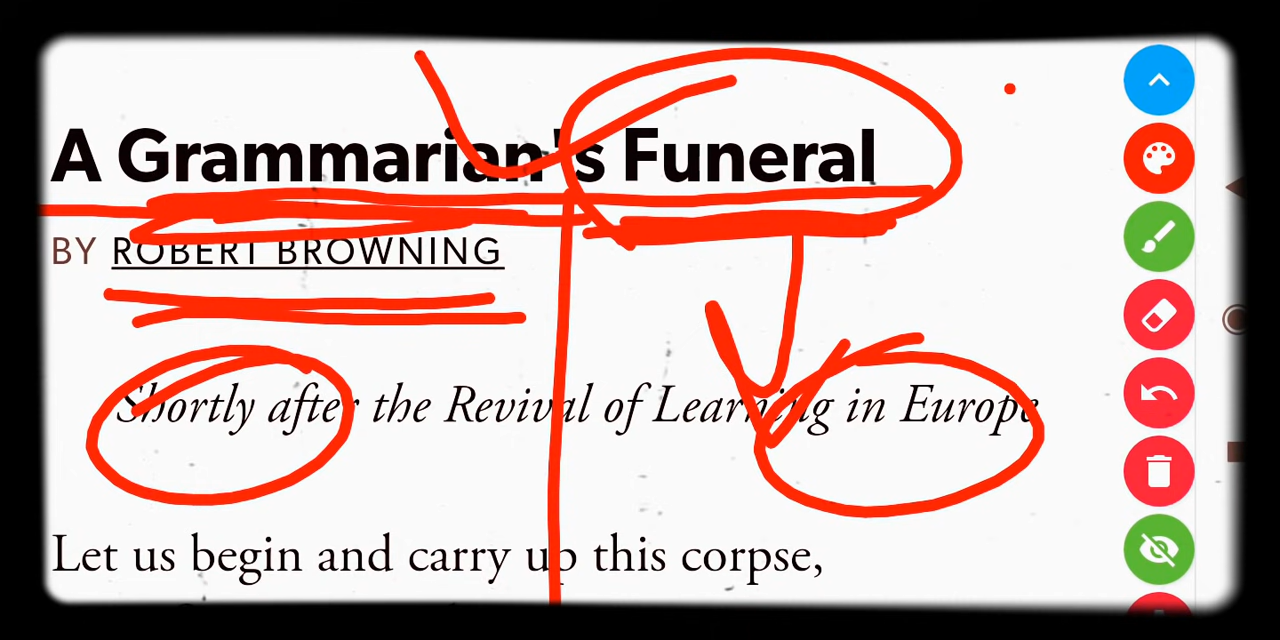 A Grammarian's Funeral
BY ROBERT BROWNING
Shortly after the Revival of Learning in Europe
Let us begin and carry up this corpse,